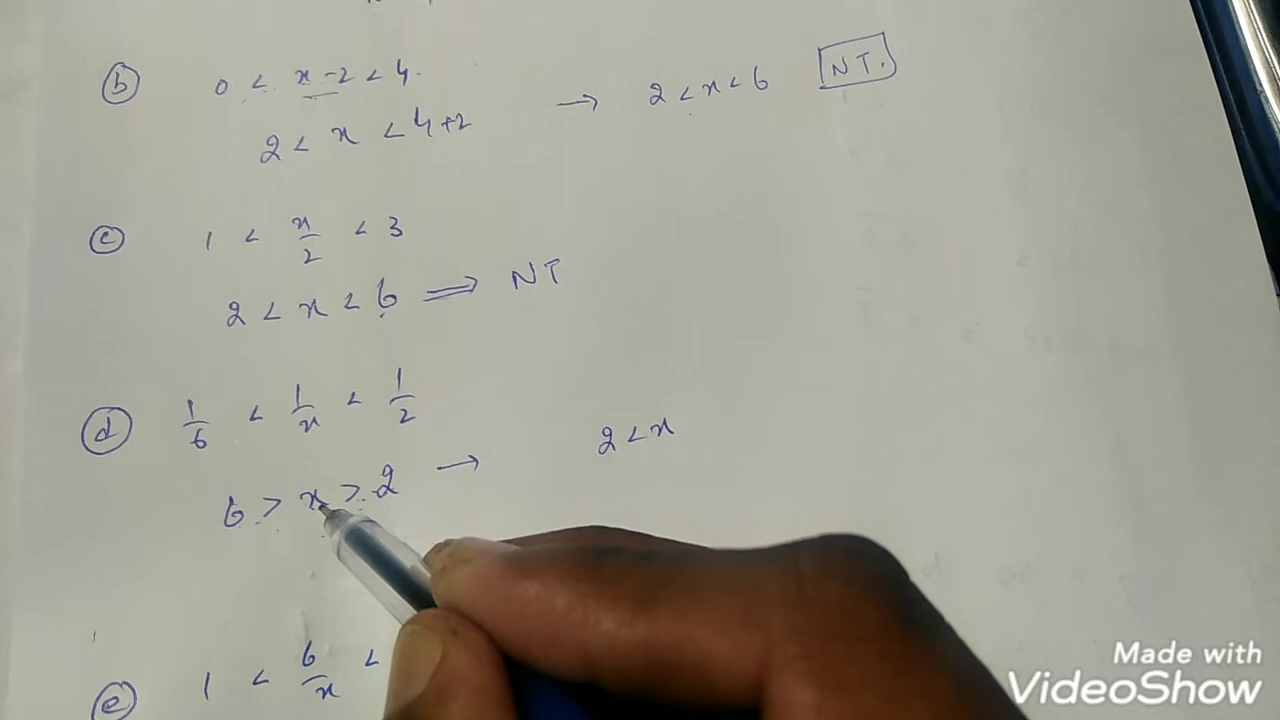 (b) 0 < x - 2 < 4.
2 < x < 4 + 2 → 2 < x < 6 NT.
(c) 1 < x/2 < 3
2 < x < 6 ⟹ NT
(d) 1/6 < 1/x < 1/2
6 > x > 2 → 2 < x
(e) 1 < 6/x <
Made with
VideoShow